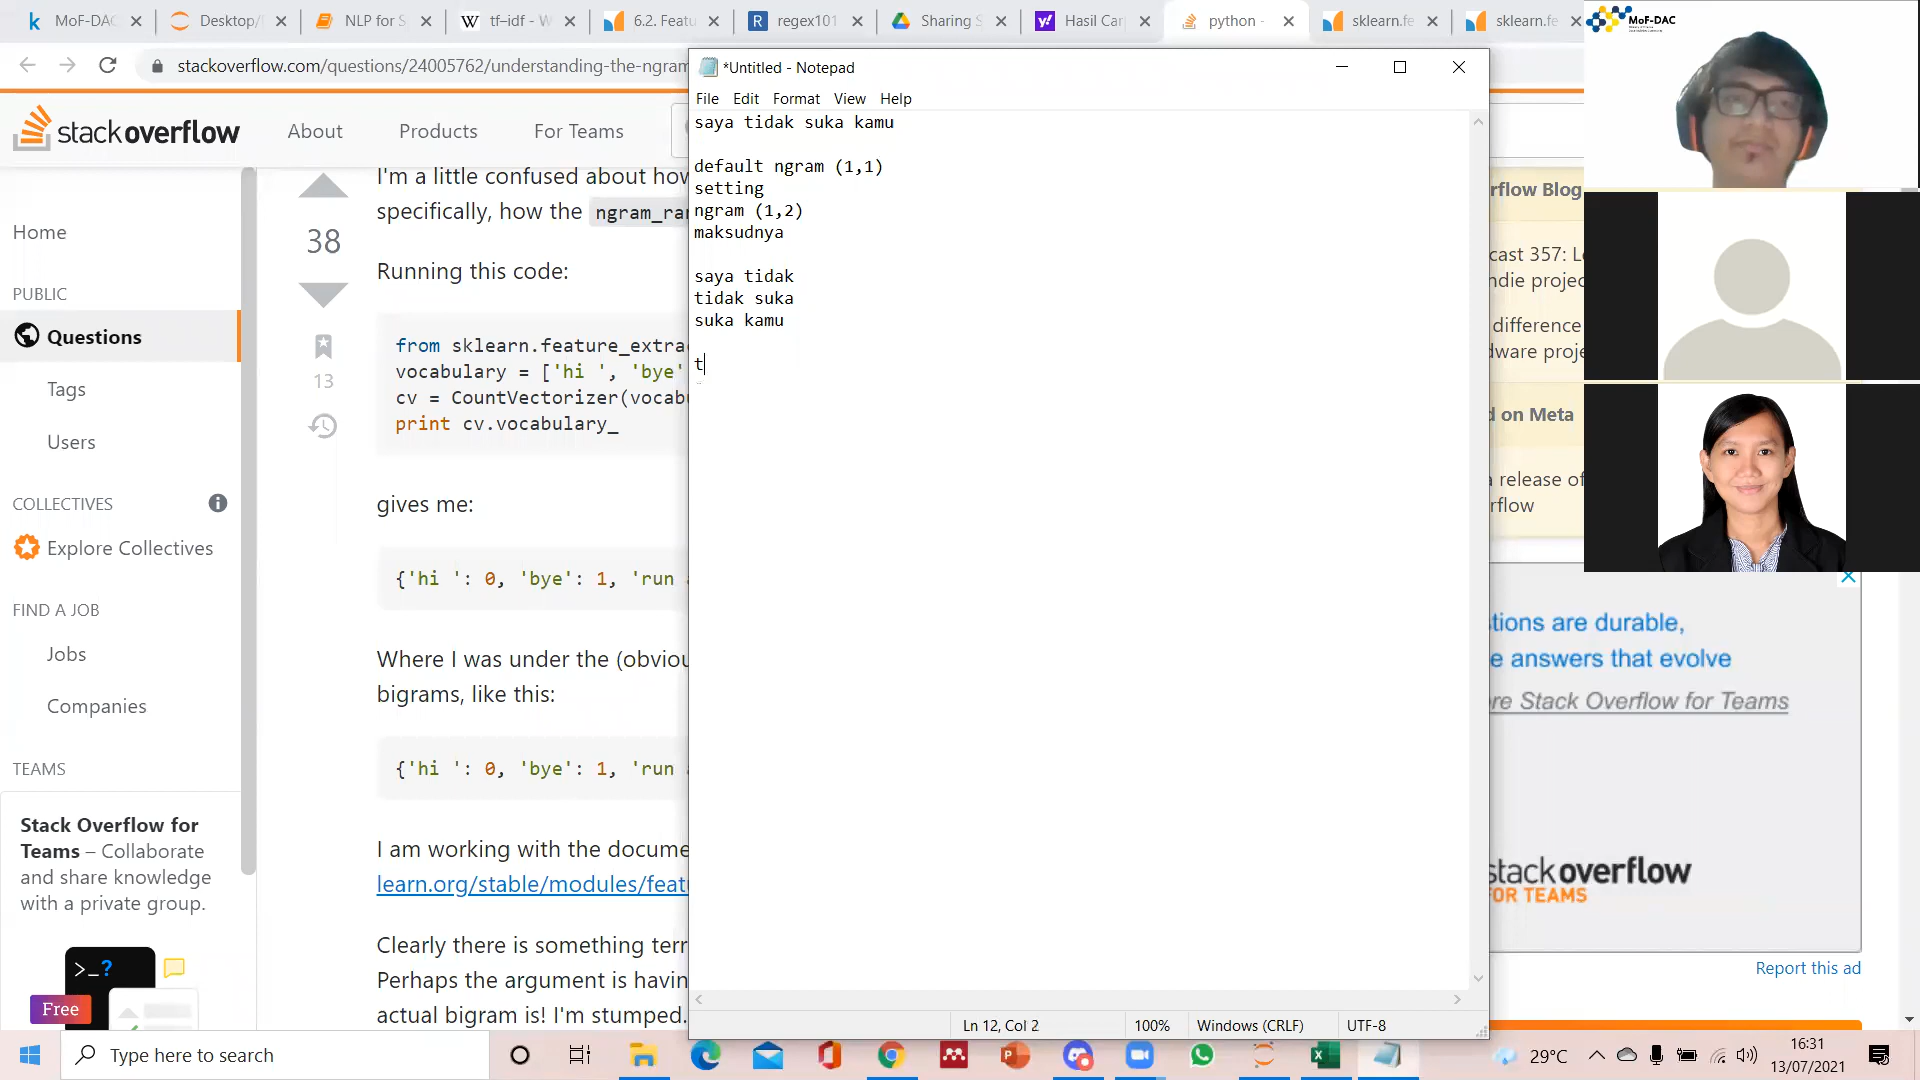 MoF-DAC
Desktop/
NLP for S
tf-idf - W
6.2. Featu
regex101
Sharing S
Hasil Car
python -
sklearn.fe
sklearn.fe
MoF-DAC
stackoverflow.com/questions/24005762/understanding-the-ngram
stackoverflow
About
Products
For Teams
Home
PUBLIC
Questions
Tags
Users
COLLECTIVES
Explore Collectives
FIND A JOB
Jobs
Companies
TEAMS
Stack Overflow for
Teams – Collaborate
and share knowledge
with a private group.
>_?
Free
38
13
I'm a little confused about how
specifically, how the ngram_ra
Running this code:
from sklearn.feature_extra
vocabulary = ['hi ', 'bye'
cv = CountVectorizer(vocab
print cv.vocabulary_
gives me:
{'hi ': 0, 'bye': 1, 'run a
Where I was under the (obviou
bigrams, like this:
{'hi ': 0, 'bye': 1, 'run a
I am working with the docume
learn.org/stable/modules/featu
Clearly there is something terr
Perhaps the argument is havin
actual bigram is! I'm stumped.
*Untitled - Notepad
File Edit Format View Help
saya tidak suka kamu
default ngram (1,1)
setting
ngram (1,2)
maksudnya
saya tidak
tidak suka
suka kamu
t
Ln 12, Col 2
100%
Windows (CRLF)
UTF-8
rflow Blog
cast 357: Le
ndie projec
difference
dware proje
d on Meta
a release of
rflow
tions are durable,
e answers that evolve
re Stack Overflow for Teams
stackoverflow
FOR TEAMS
Report this ad
Type here to search
29°C
16:31
13/07/2021